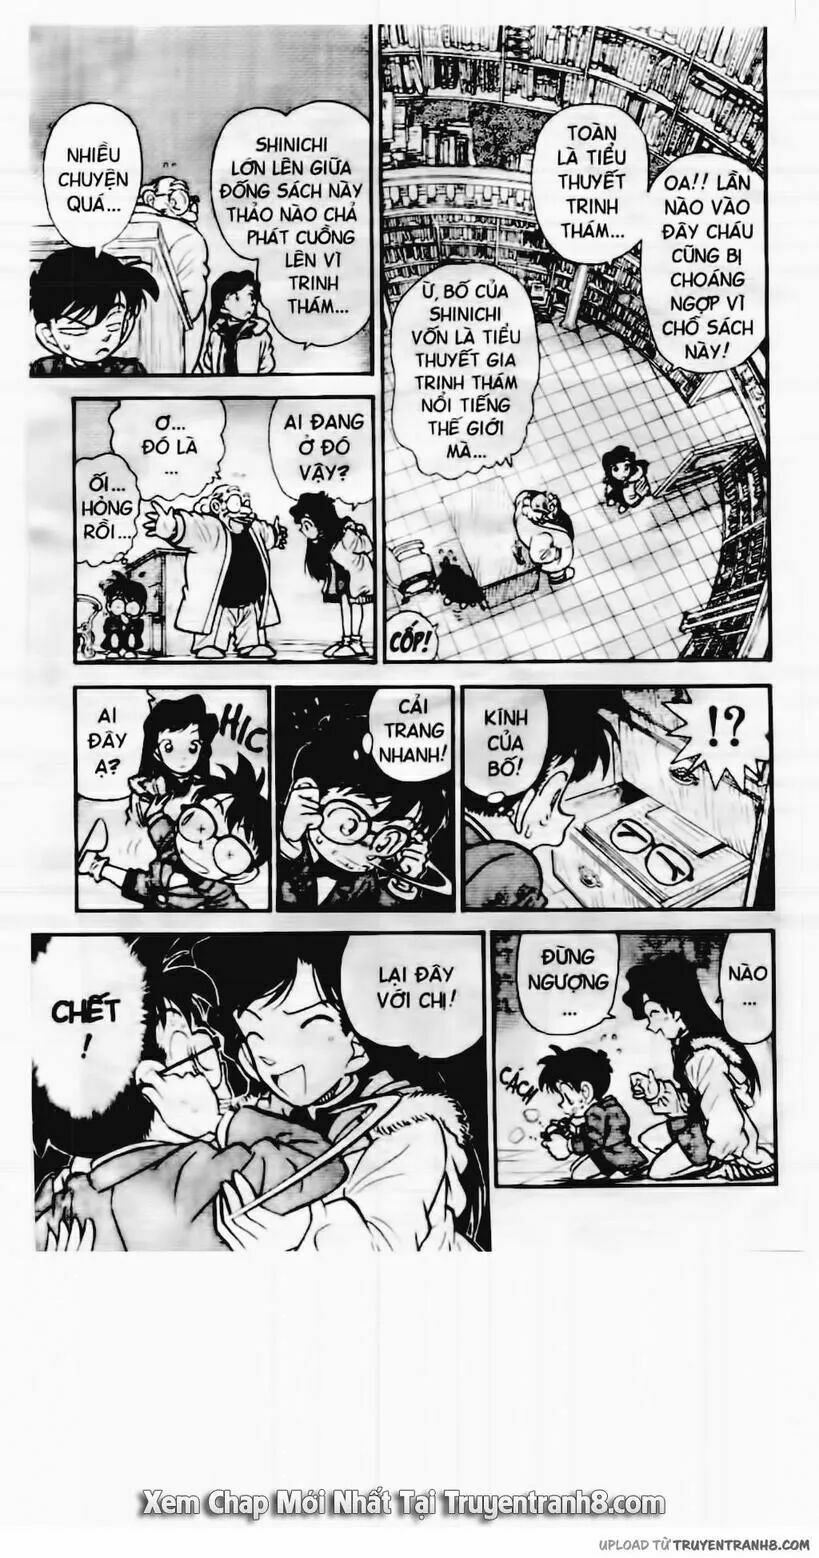 OA!! LẦN
NÀO VÀO
ĐÂY CHÁU
CŨNG BỊ
CHOÁNG
NGỢP VÌ
CHỖ SÁCH
NÀY!
TOÀN
LÀ TIỂU
THUYẾT
TRINH
THÁM...
Ừ, BỐ CỦA
SHINICHI
VỐN LÀ TIỂU
THUYẾT GIA
TRINH THÁM
NỔI TIẾNG
THẾ GIỚI
MÀ...
CỐP!
SHINICHI
LỚN LÊN GIỮA
ĐỐNG SÁCH NÀY
THẢO NÀO CHẢ
PHÁT CUỒNG
LÊN VÌ
TRINH
THÁM...
NHIỀU
CHUYỆN
QUÁ...
AI ĐANG
Ở ĐÓ
VẬY?
Ơ...
ĐÓ LÀ
...
ỐI...
HỎNG
RỒI...
!?
KÍNH
CỦA
BỐ!
CẢI
TRANG
NHANH!
AI
ĐÂY
Ạ?
HIC
NÀO
...
ĐỪNG
NGƯỢNG
...
CÁCH
LẠI ĐÂY
VỚI CHỊ!
CHẾT
!
Xem Chap Mới Nhất Tại Truyentranh8.com
UPLOAD TỪ TRUYENTRANH8.COM